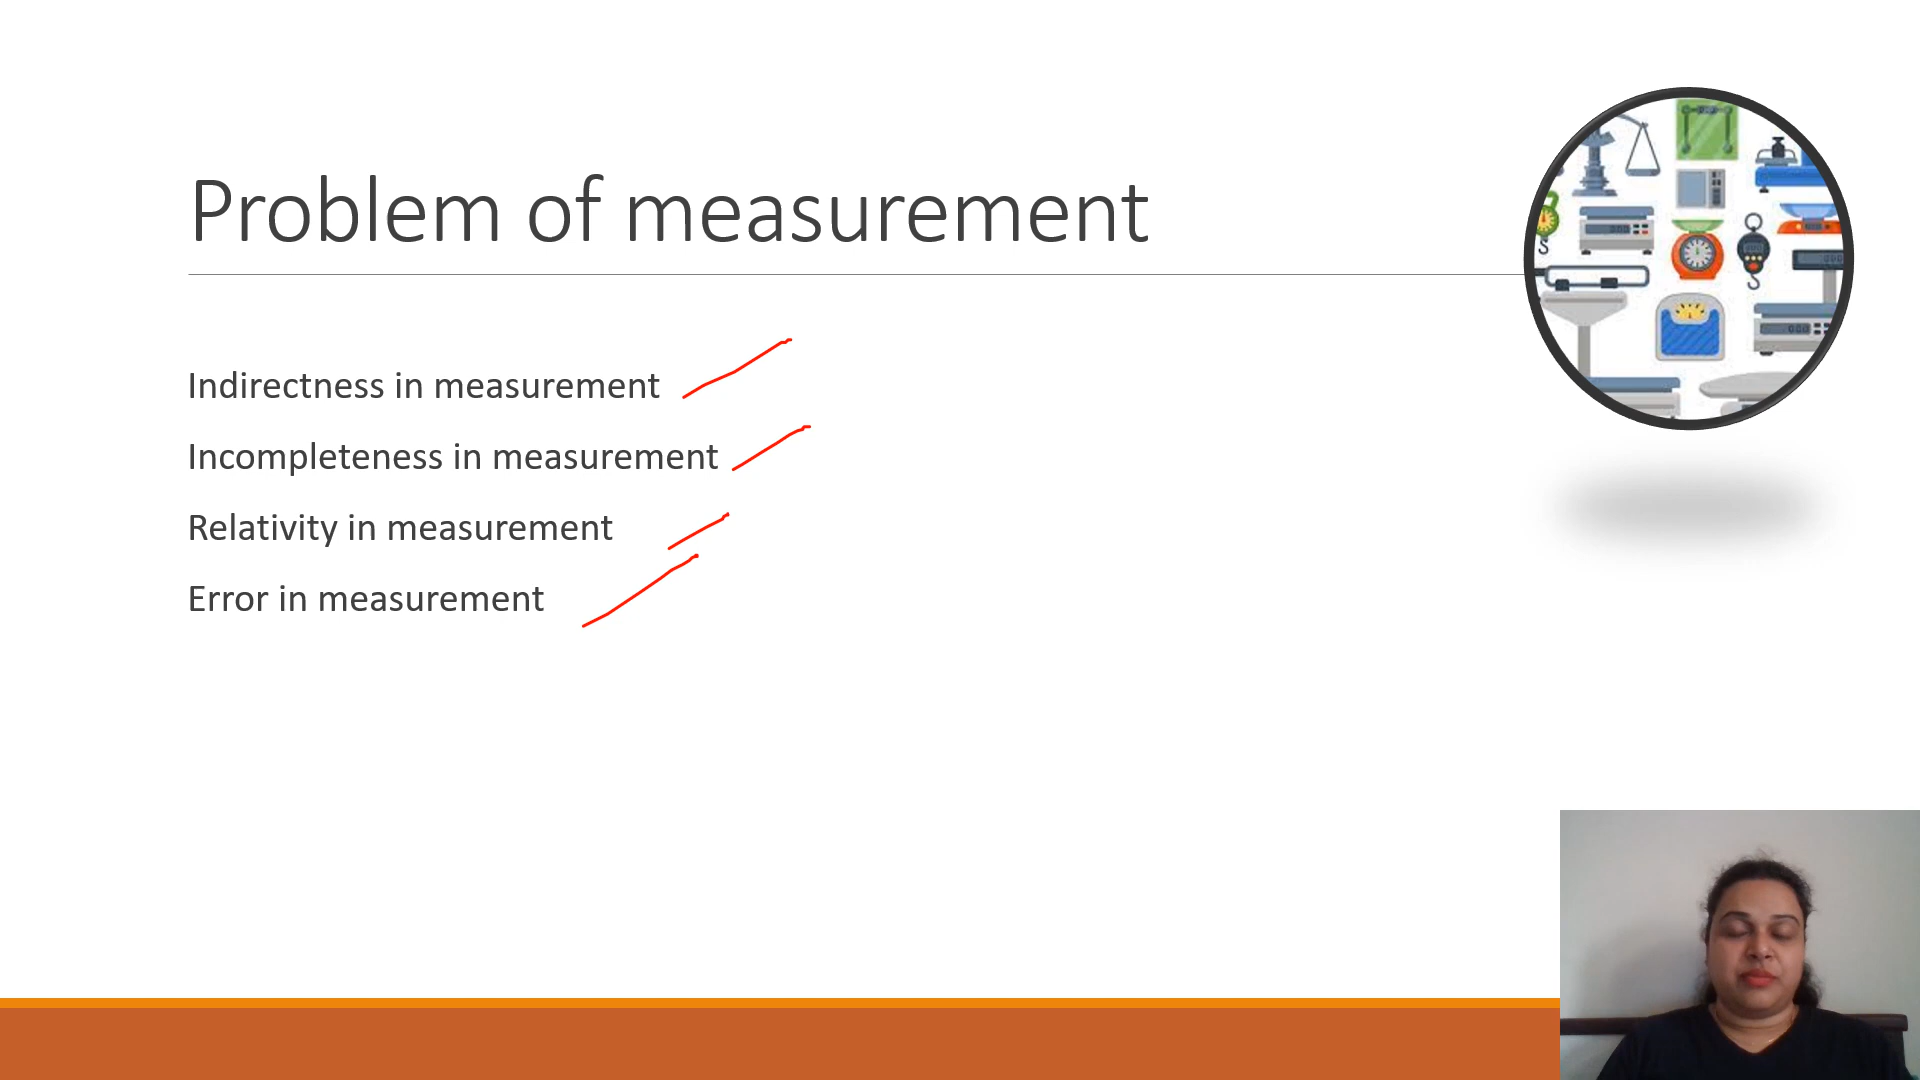 Problem of measurement
Indirectness in measurement
Incompleteness in measurement
Relativity in measurement
Error in measurement